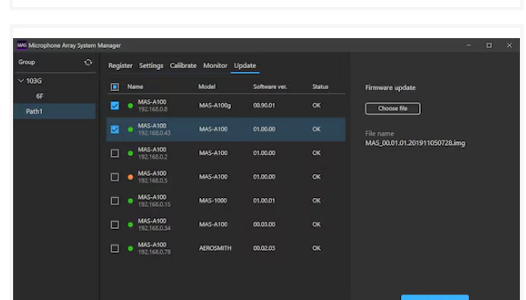 MAS Microphone Array System Manager
Group
103G
6F
Path1
Register Settings Calibrate Monitor Update
Name Model Software ver. Status
MAS-A100 MAS-A100g 00.90.01 OK
192.168.0.8
MAS-A100 MAS-A100 01.00.00 OK
192.168.0.43
MAS-A100 MAS-A100 01.00.00 OK
192.168.0.2
MAS-A100 MAS-A100 01.00.00 OK
192.168.0.5
MAS-A100 MAS-1000 01.00.01 OK
192.168.0.15
MAS-A100 MAS-A100 00.03.00 OK
192.168.0.34
MAS-A100 AEROSMITH 00.02.03 OK
192.168.0.78
Firmware update
Choose file
File name
MAS_00.01.01.201911050728.img